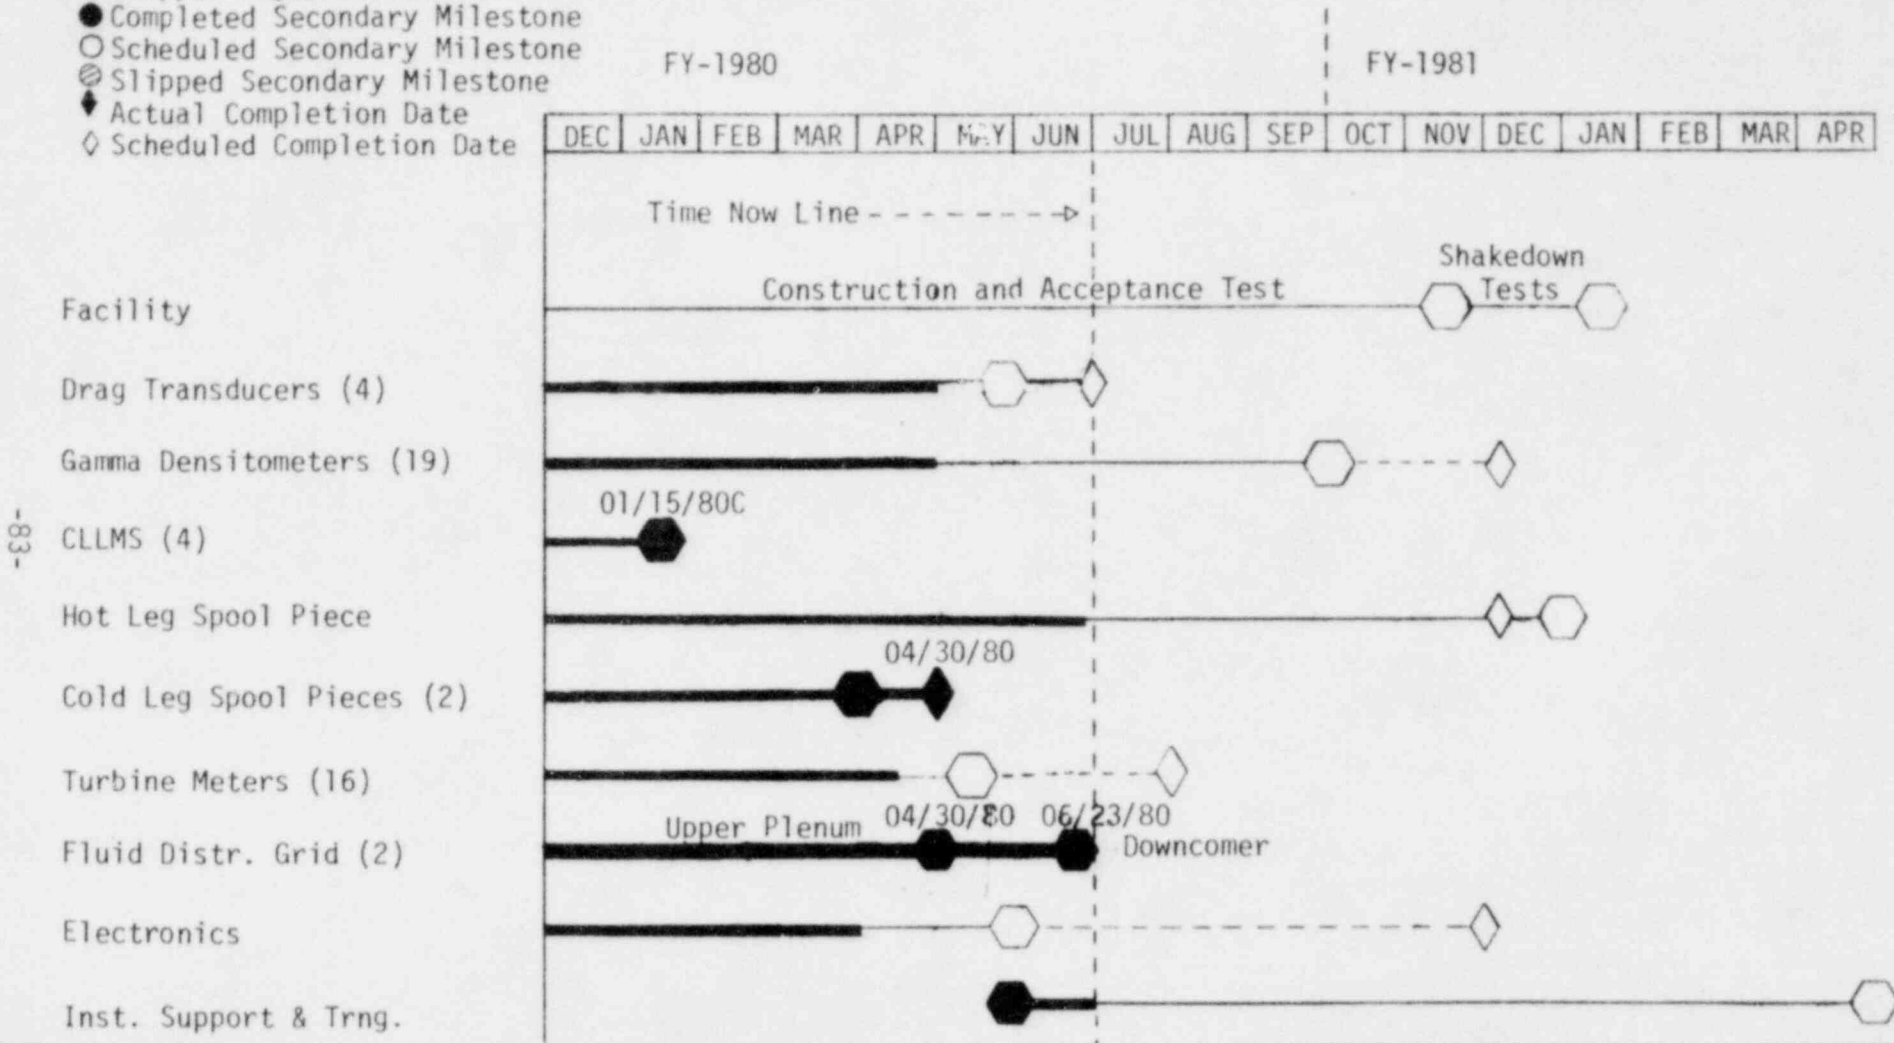 Completed Secondary Milestone
Scheduled Secondary Milestone
Slipped Secondary Milestone
Actual Completion Date
Scheduled Completion Date
FY-1980
FY-1981
DEC JAN FEB MAR APR MAY JUN JUL AUG SEP OCT NOV DEC JAN FEB MAR APR
Time Now Line
Shakedown
Tests
Construction and Acceptance Test
Facility
Drag Transducers (4)
Gamma Densitometers (19)
01/15/80C
CLLMS (4)
-83-
Hot Leg Spool Piece
04/30/80
Cold Leg Spool Pieces (2)
Turbine Meters (16)
Upper Plenum 04/30/80 06/23/80
Fluid Distr. Grid (2)
Downcomer
Electronics
Inst. Support & Trng.